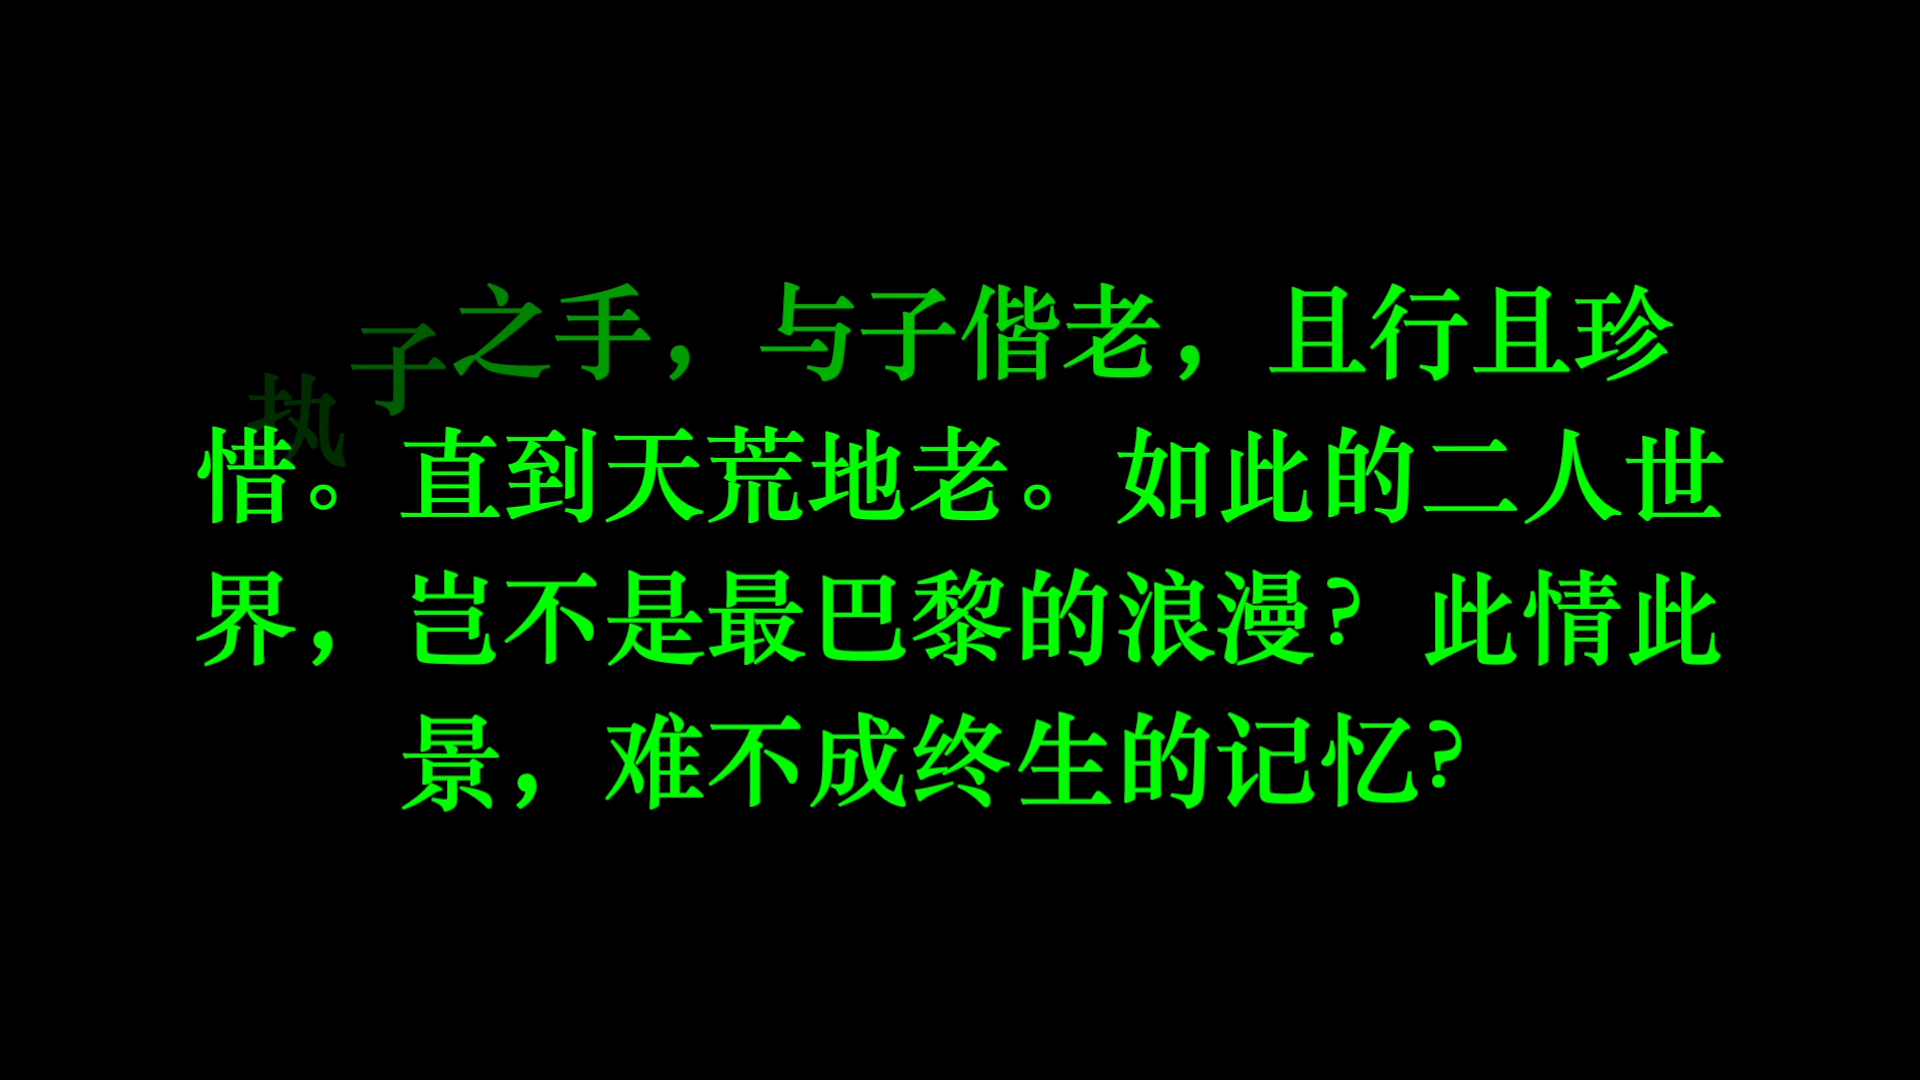 执子之手，与子偕老，且行且珍
惜。直到天荒地老。如此的二人世
界，岂不是最巴黎的浪漫？此情此
景，难不成终生的记忆？